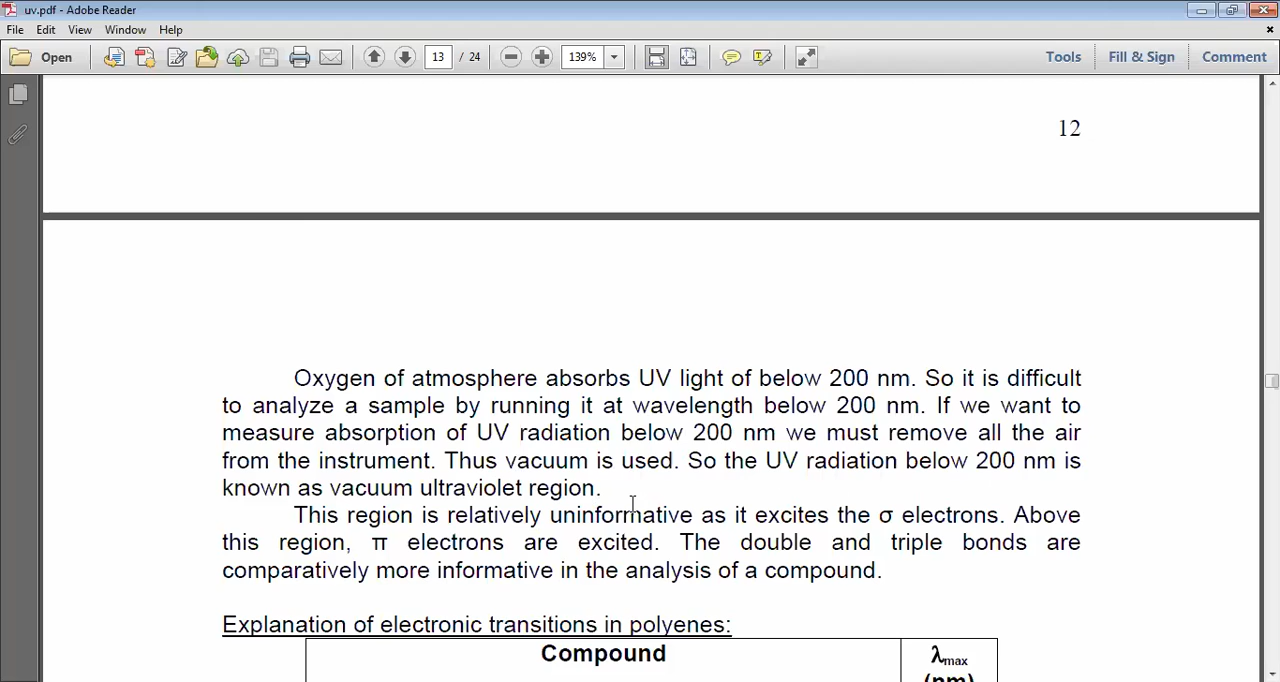 uv.pdf - Adobe Reader
File Edit View Window Help
Open 13 / 24 139% Tools Fill & Sign Comment
12
Oxygen of atmosphere absorbs UV light of below 200 nm. So it is difficult
to analyze a sample by running it at wavelength below 200 nm. If we want to
measure absorption of UV radiation below 200 nm we must remove all the air
from the instrument. Thus vacuum is used. So the UV radiation below 200 nm is
known as vacuum ultraviolet region.
This region is relatively uninformative as it excites the σ electrons. Above
this region, π electrons are excited. The double and triple bonds are
comparatively more informative in the analysis of a compound.
Explanation of electronic transitions in polyenes:
Compound λmax
(nm)